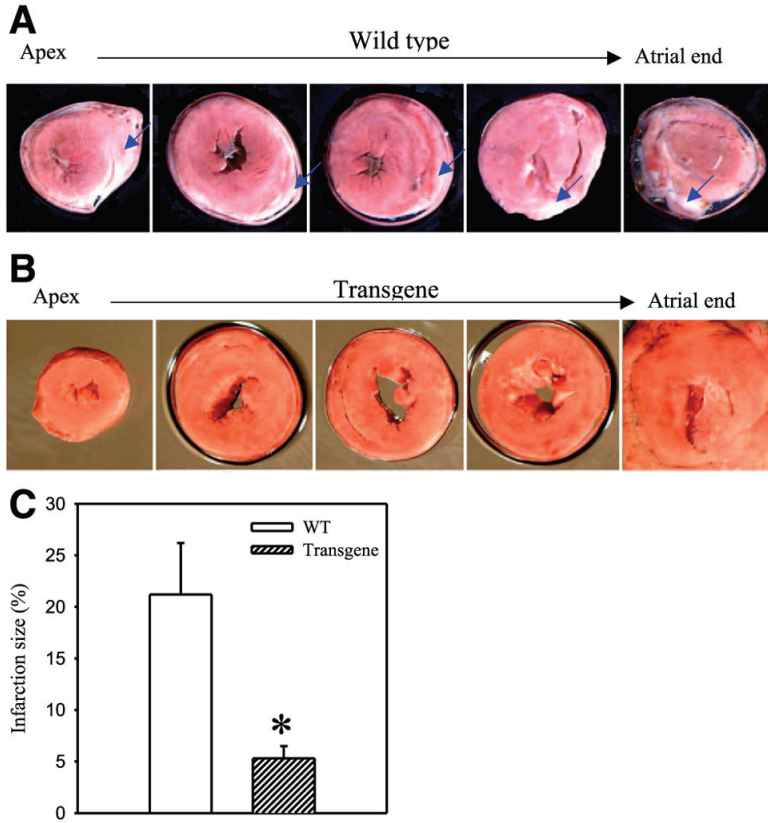 A
Apex
Wild type
Atrial end
B
Apex
Transgene
Atrial end
C
30
25
20
15
10
5
0
Infarction size (%)
WT
Transgene
*